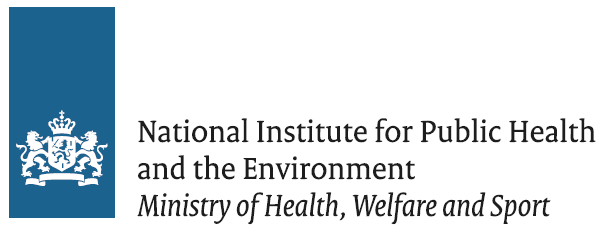 National Institute for Public Health
and the Environment
Ministry of Health, Welfare and Sport